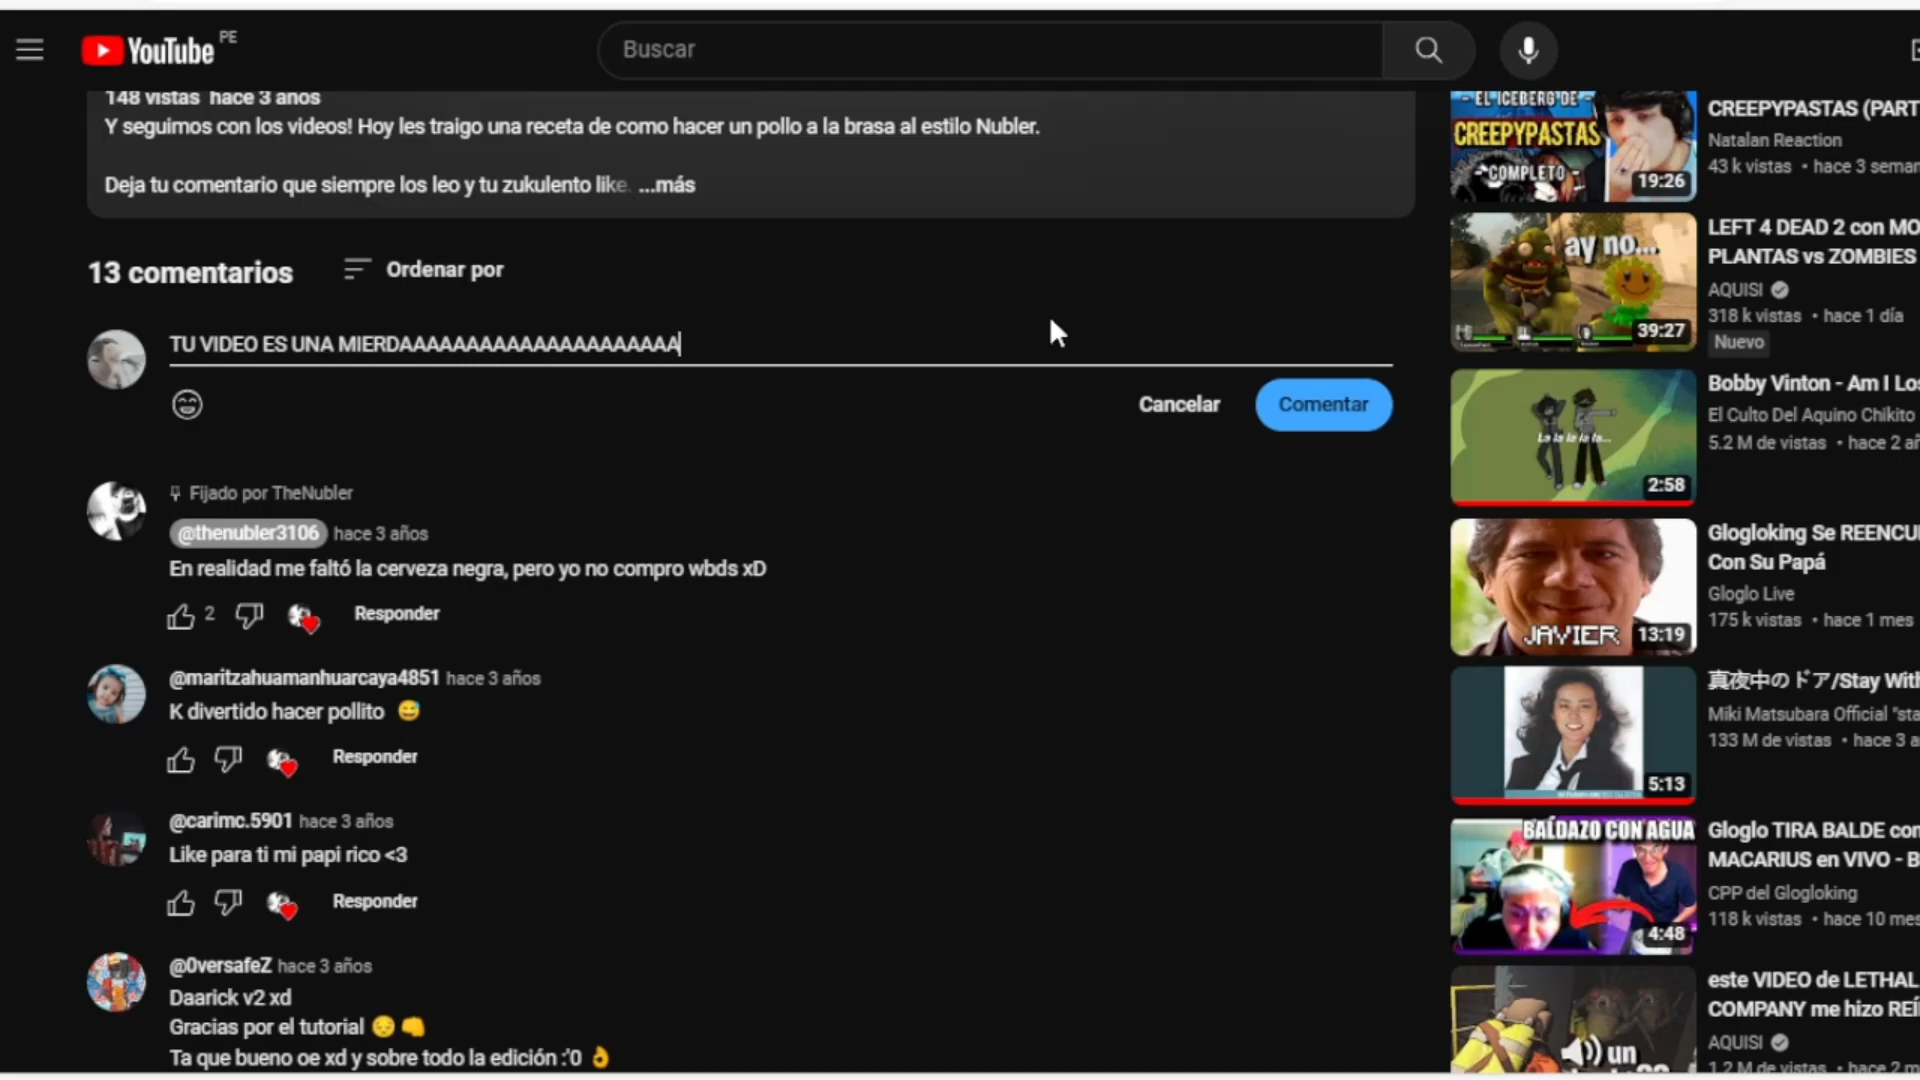 YouTube PE
Buscar
148 vistas hace 3 años
Y seguimos con los videos! Hoy les traigo una receta de como hacer un pollo a la brasa al estilo Nubler.
Deja tu comentario que siempre los leo y tu zukulento like. ...más
13 comentarios
Ordenar por
TU VIDEO ES UNA MIERDAAAAAAAAAAAAAAAAAAAAA
Cancelar
Comentar
Fijado por TheNubler
@thenubler3106 hace 3 años
En realidad me faltó la cerveza negra, pero yo no compro wbds xD
2
Responder
@maritzahuamanhuarcaya4851 hace 3 años
K divertido hacer pollito 😅
Responder
@carimc.5901 hace 3 años
Like para ti mi papi rico <3
Responder
@0versafeZ hace 3 años
Daarick v2 xd
Gracias por el tutorial 😔👊
Ta que bueno oe xd y sobre todo la edición :'0 👌
- EL ICEBERG DE -
CREEPYPASTAS
- COMPLETO -
19:26
CREEPYPASTAS (PART
Natalan Reaction
43 k vistas • hace 3 seman
ay no...
39:27
LEFT 4 DEAD 2 con MO
PLANTAS vs ZOMBIES
AQUISI
318 k vistas • hace 1 día
Nuevo
La la la la la...
2:58
Bobby Vinton - Am I Los
El Culto Del Aquino Chikito
5.2 M de vistas • hace 2 añ
JAVIER
13:19
Glogloking Se REENCU
Con Su Papá
Gloglo Live
175 k vistas • hace 1 mes
5:13
真夜中のドア/Stay With
Miki Matsubara Official "sta
133 M de vistas • hace 3 a
BALDAZO CON AGUA
4:48
Gloglo TIRA BALDE con
MACARIUS en VIVO - B
CPP del Glogloking
118 k vistas • hace 10 mes
un
este VIDEO de LETHAL
COMPANY me hizo REÍ
AQUISI
1.2 M de vistas • hace 2 m